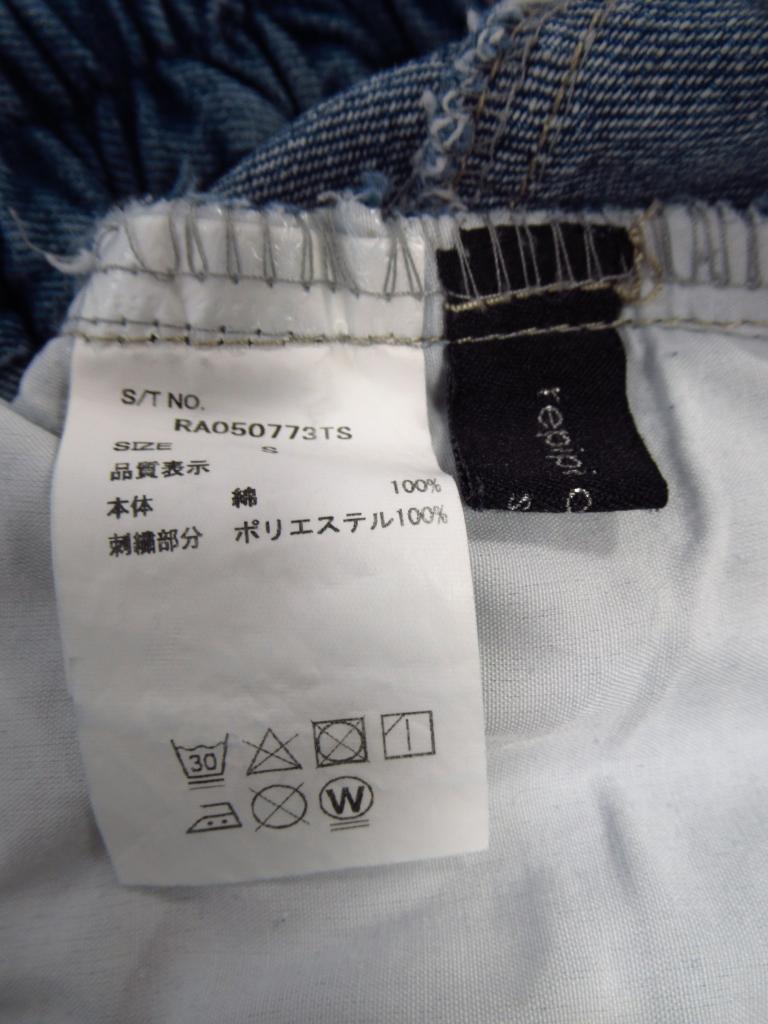 S/T NO.
RA050773TS
SIZE S
品質表示
本体 綿 100%
刺繍部分 ポリエステル100%
30
W
repipi
S